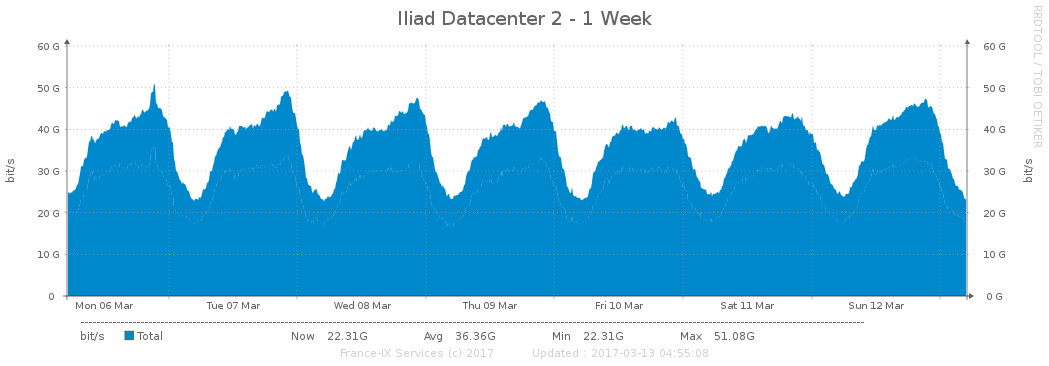 Iliad Datacenter 2 - 1 Week
RRDTOOL / TOBI OETIKER
60 G 60 G
50 G 50 G
40 G 40 G
30 G 30 G
20 G 20 G
10 G 10 G
0 0 G
bit/s bit/s
Mon 06 Mar Tue 07 Mar Wed 08 Mar Thu 09 Mar Fri 10 Mar Sat 11 Mar Sun 12 Mar
bit/s Total Now 22.31G Avg 36.36G Min 22.31G Max 51.08G
France-IX Services (c) 2017 Updated : 2017-03-13 04:55:08